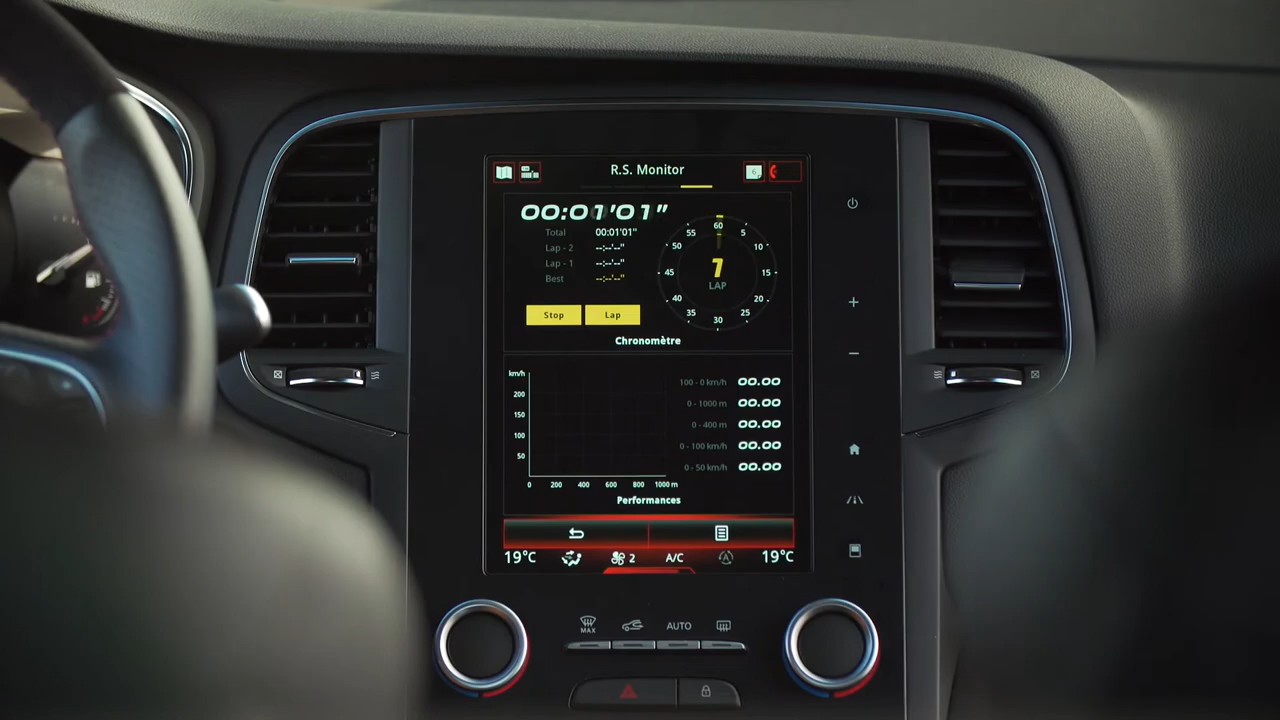 R.S. Monitor
00:01'01"
Total 00:01'01"
Lap - 2 --:--'--"
Lap - 1 --:--'--"
Best --:--'--"
Stop Lap
60
5
10
15
20
25
30
35
40
45
50
55
7
LAP
Chronomètre
km/h
200
150
100
50
0 200 400 600 800 1000 m
100 - 0 km/h 00.00
0 - 1000 m 00.00
0 - 400 m 00.00
0 - 100 km/h 00.00
0 - 50 km/h 00.00
Performances
19°C 2 A/C A 19°C
MAX AUTO